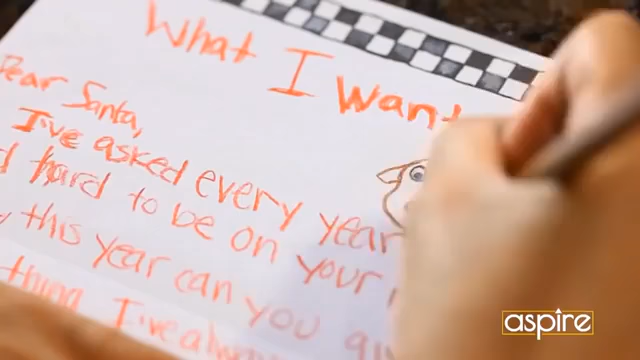 What I Want
Dear Santa,
I've asked every year
hard to be on your
this year can you
thing I've always
aspire